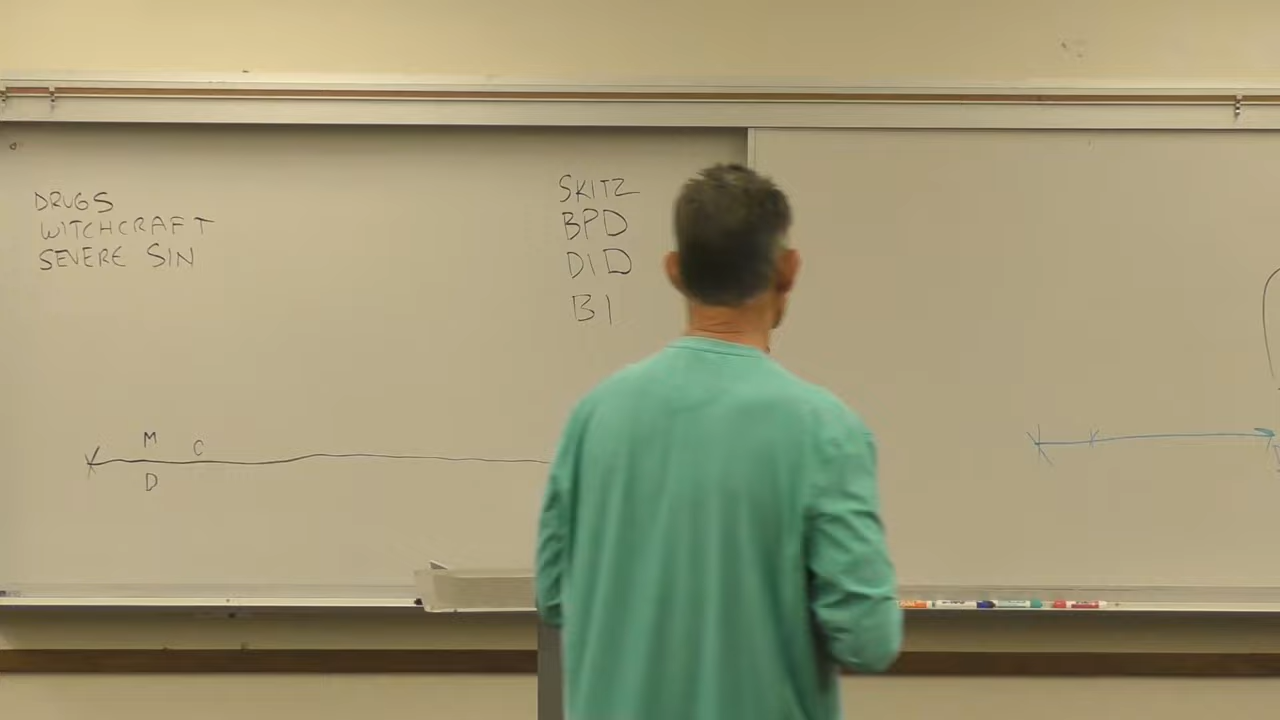 DRUGS
WITCHCRAFT
SEVERE SIN
SKITZ
BPD
DID
BI
M
C
D